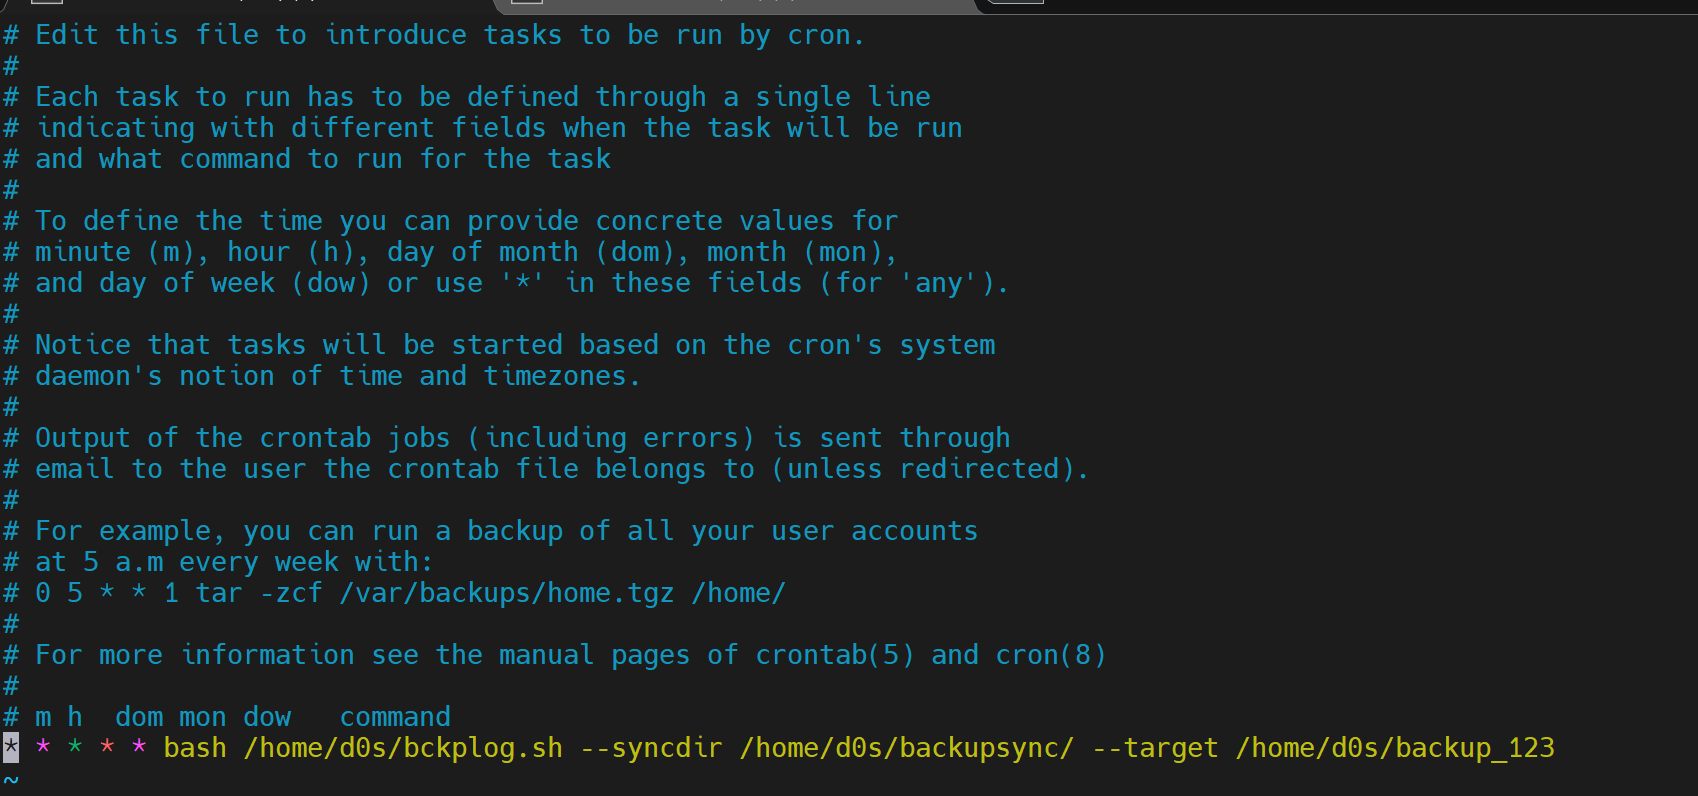 # Edit this file to introduce tasks to be run by cron.
#
# Each task to run has to be defined through a single line
# indicating with different fields when the task will be run
# and what command to run for the task
#
# To define the time you can provide concrete values for
# minute (m), hour (h), day of month (dom), month (mon),
# and day of week (dow) or use '*' in these fields (for 'any').
#
# Notice that tasks will be started based on the cron's system
# daemon's notion of time and timezones.
#
# Output of the crontab jobs (including errors) is sent through
# email to the user the crontab file belongs to (unless redirected).
#
# For example, you can run a backup of all your user accounts
# at 5 a.m every week with:
# 0 5 * * 1 tar -zcf /var/backups/home.tgz /home/
#
# For more information see the manual pages of crontab(5) and cron(8)
#
# m h  dom mon dow   command
* * * * * bash /home/d0s/bckplog.sh --syncdir /home/d0s/backupsync/ --target /home/d0s/backup_123
~